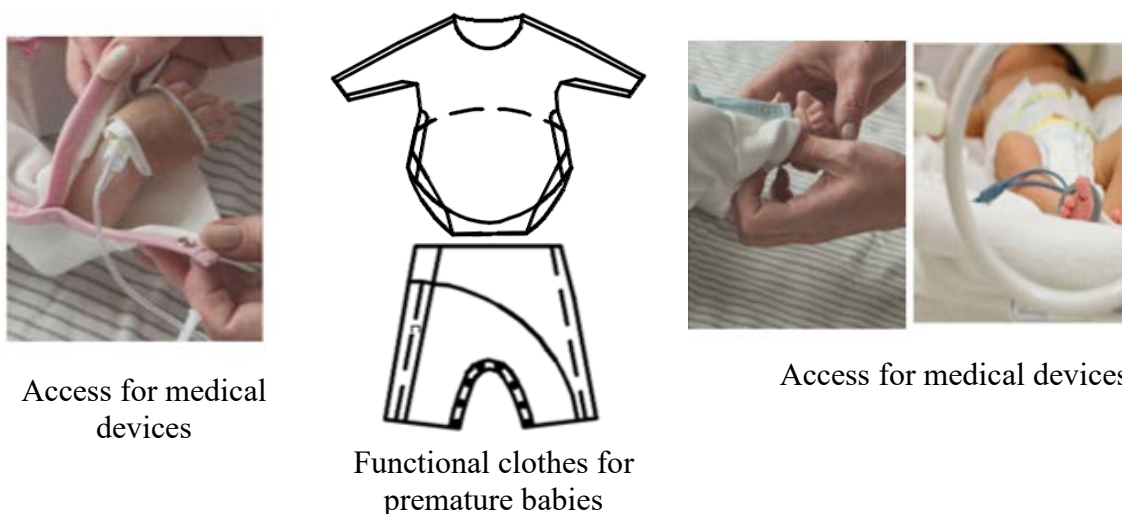 Access for medical
devices
Functional clothes for
premature babies
Access for medical devices